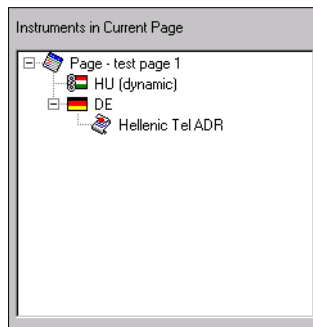 Instruments in Current Page
Page - test page 1
HU (dynamic)
DE
Hellenic Tel ADR